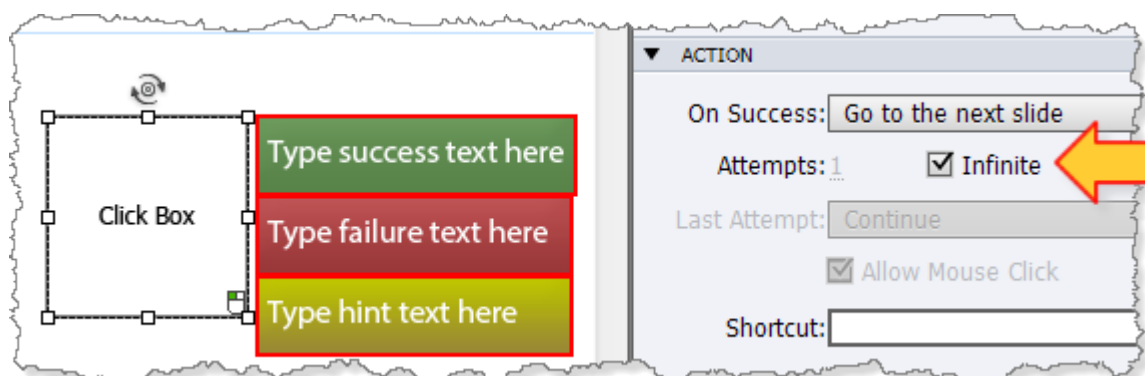 Click Box
Type success text here
Type failure text here
Type hint text here
ACTION
On Success: Go to the next slide
Attempts: 1 Infinite
Last Attempt: Continue
Allow Mouse Click
Shortcut: